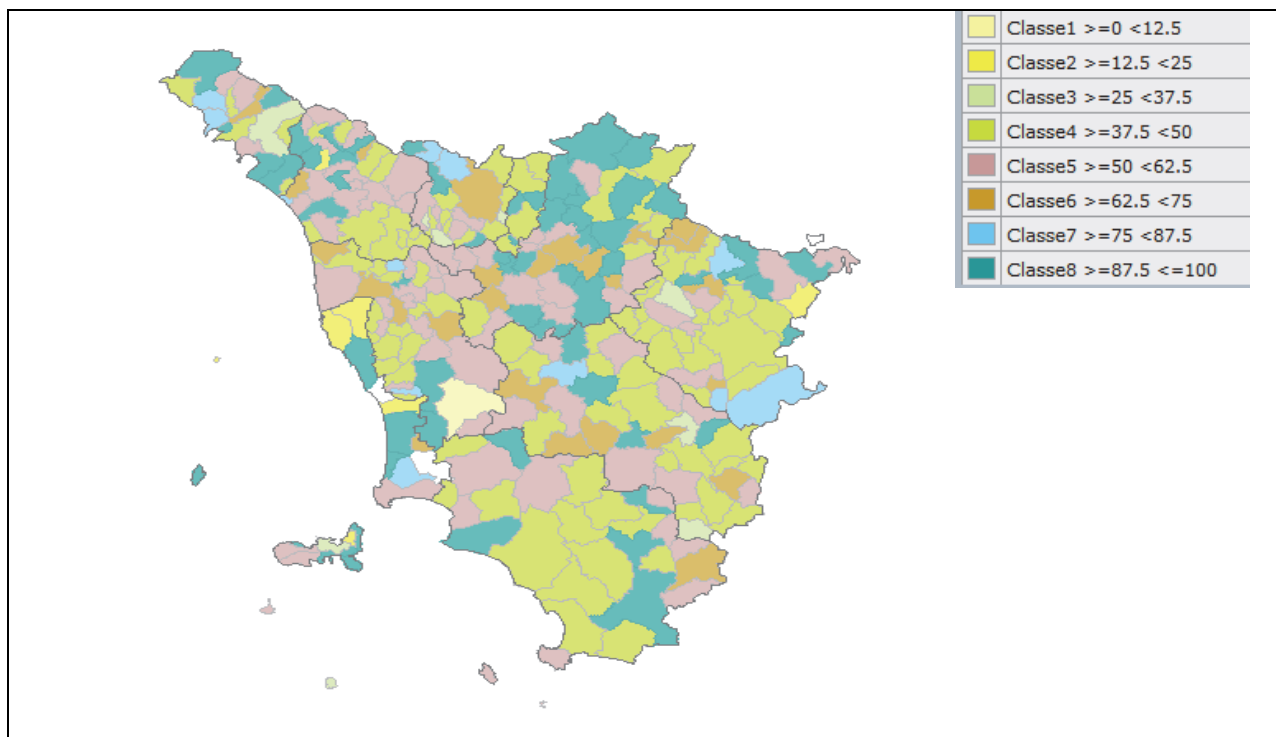 Classe1 >=0 <12.5
Classe2 >=12.5 <25
Classe3 >=25 <37.5
Classe4 >=37.5 <50
Classe5 >=50 <62.5
Classe6 >=62.5 <75
Classe7 >=75 <87.5
Classe8 >=87.5 <=100